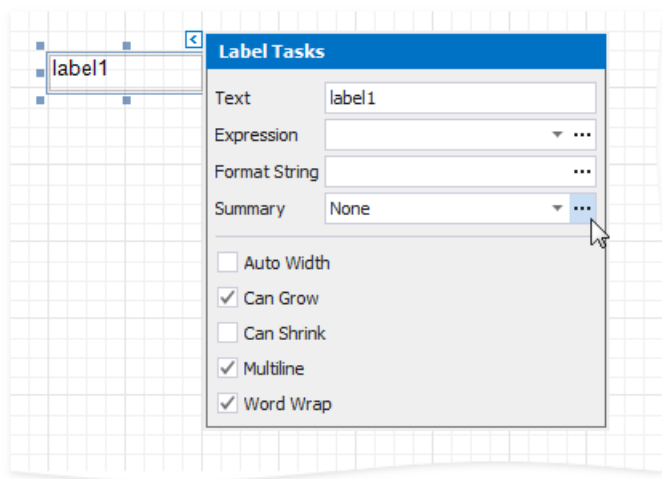 label1
Label Tasks
Text label1
Expression
Format String
Summary None
Auto Width
Can Grow
Can Shrink
Multiline
Word Wrap